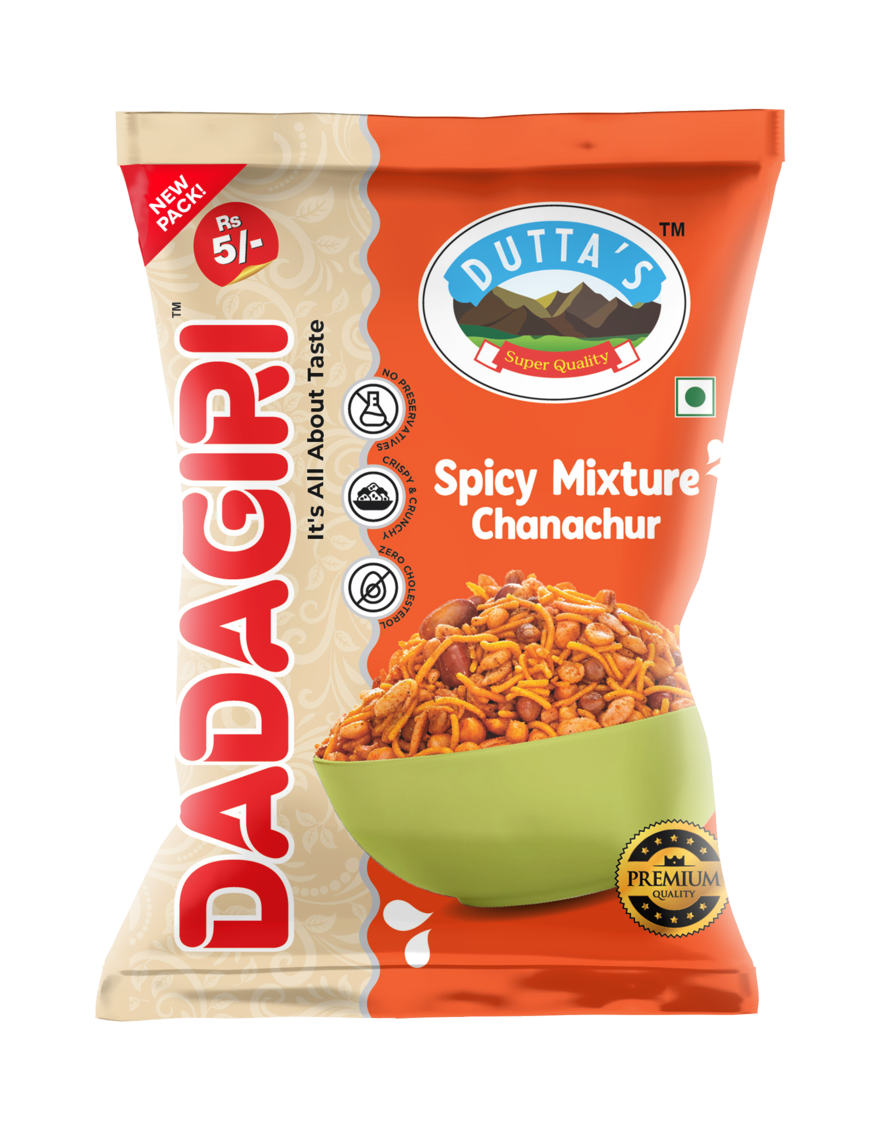 NEW
PACK!
Rs
5/-
DADAGIRI
TM
It's All About Taste
DUTTA'S
TM
Super Quality
NO PRESERVATIVES
CRISPY & CRUNCHY
ZERO CHOLESTEROL
Spicy Mixture
Chanachur
PREMIUM
QUALITY